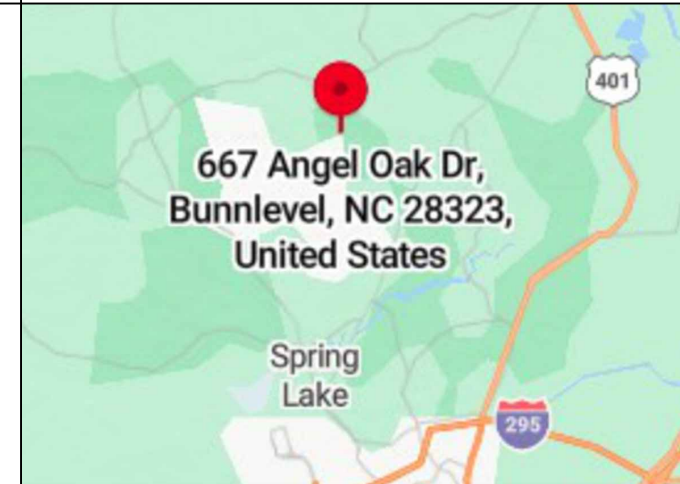 401
667 Angel Oak Dr,
Bunnlevel, NC 28323,
United States
Spring
Lake
295